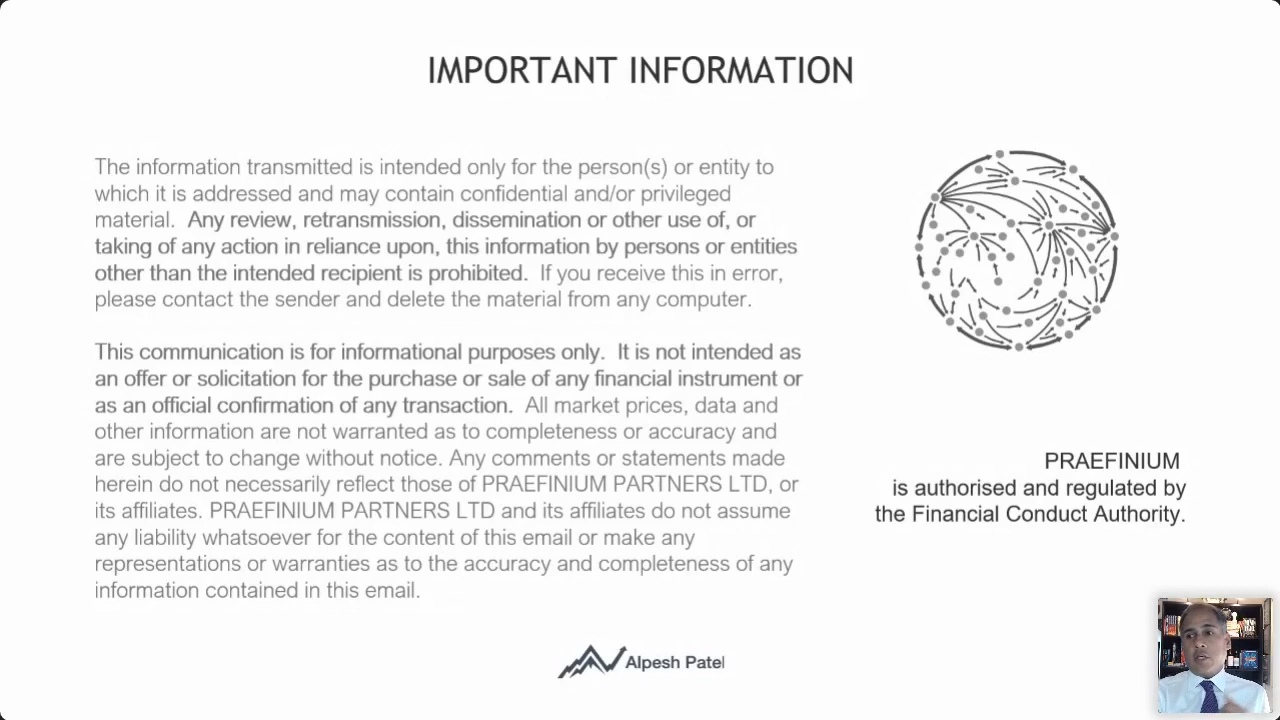 IMPORTANT INFORMATION
The information transmitted is intended only for the person(s) or entity to
which it is addressed and may contain confidential and/or privileged
material.  Any review, retransmission, dissemination or other use of, or
taking of any action in reliance upon, this information by persons or entities
other than the intended recipient is prohibited.  If you receive this in error,
please contact the sender and delete the material from any computer.
This communication is for informational purposes only.  It is not intended as
an offer or solicitation for the purchase or sale of any financial instrument or
as an official confirmation of any transaction.  All market prices, data and
other information are not warranted as to completeness or accuracy and
are subject to change without notice. Any comments or statements made
herein do not necessarily reflect those of PRAEFINIUM PARTNERS LTD, or
its affiliates. PRAEFINIUM PARTNERS LTD and its affiliates do not assume
any liability whatsoever for the content of this email or make any
representations or warranties as to the accuracy and completeness of any
information contained in this email.
PRAEFINIUM
is authorised and regulated by
the Financial Conduct Authority.
Alpesh Patel